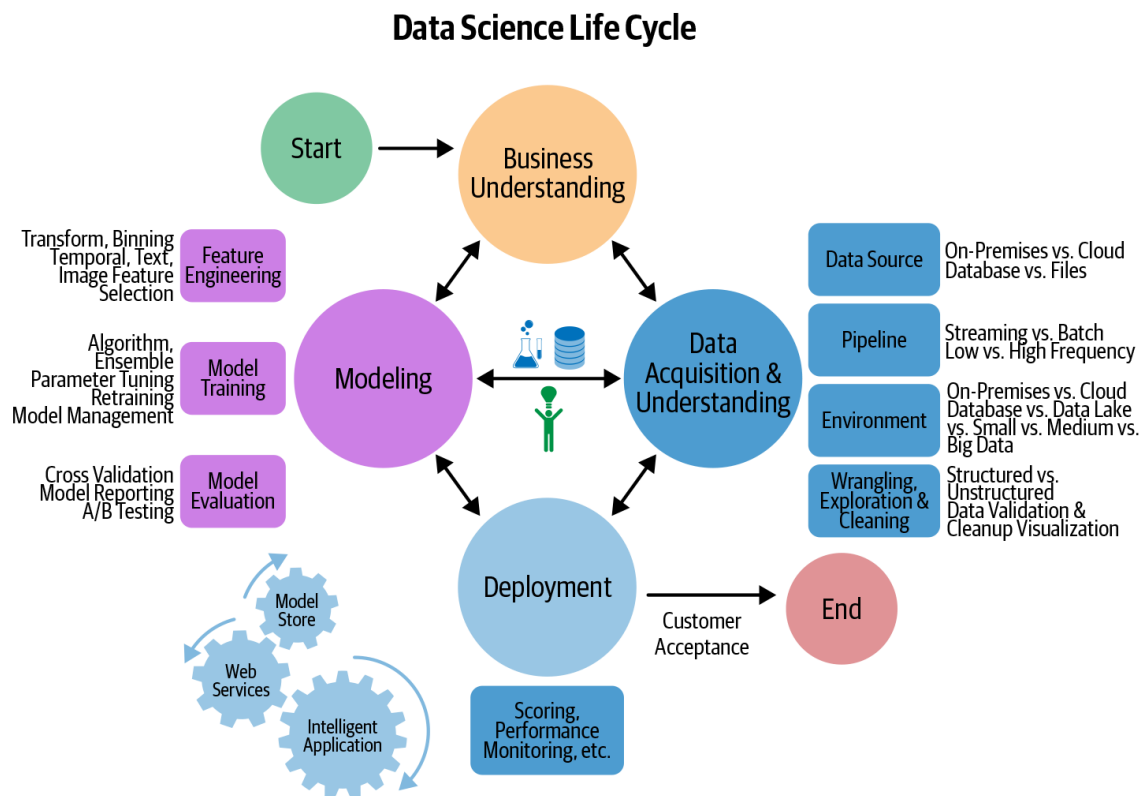 Data Science Life Cycle
Start
Business
Understanding
Transform, Binning
Temporal, Text,
Image Feature
Selection
Feature
Engineering
Algorithm,
Ensemble
Parameter Tuning
Retraining
Model Management
Model
Training
Cross Validation
Model Reporting
A/B Testing
Model
Evaluation
Modeling
Data
Acquisition &
Understanding
Data Source
On-Premises vs. Cloud
Database vs. Files
Pipeline
Streaming vs. Batch
Low vs. High Frequency
Environment
On-Premises vs. Cloud
Database vs. Data Lake
vs. Small vs. Medium vs.
Big Data
Wrangling,
Exploration &
Cleaning
Structured vs.
Unstructured
Data Validation &
Cleanup Visualization
Deployment
Customer
Acceptance
End
Model
Store
Web
Services
Intelligent
Application
Scoring,
Performance
Monitoring, etc.